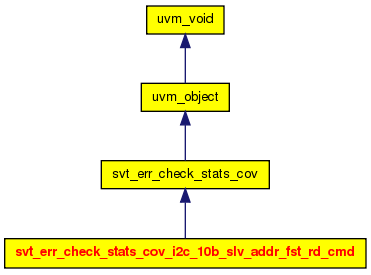 uvm_void
uvm_object
svt_err_check_stats_cov
svt_err_check_stats_cov_i2c_10b_slv_addr_fst_rd_cmd